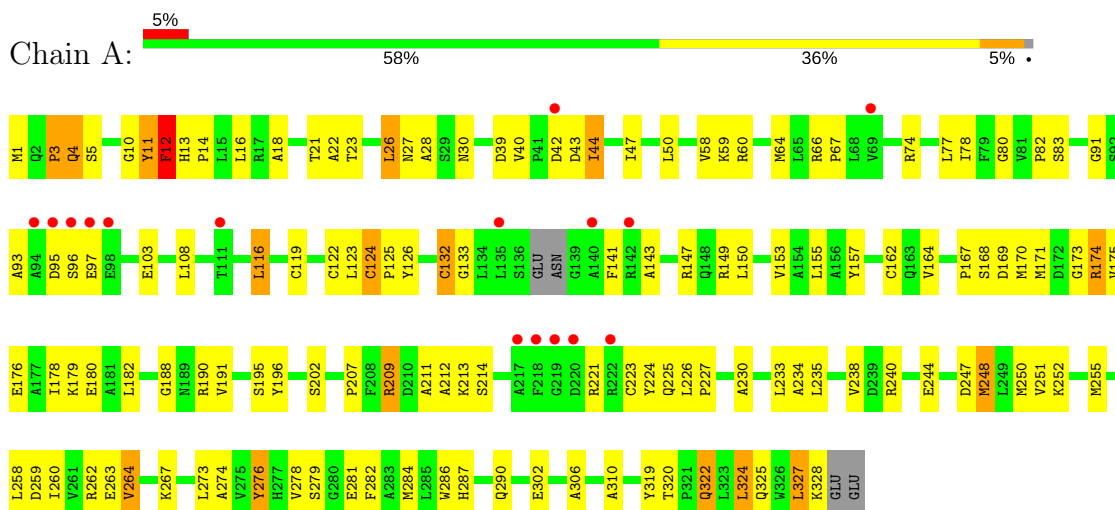 5%
Chain A:
58% 36% 5% •
M1 Q2 P3 Q4 S5 G10 Y11 F12 H13 P14 L15 L16 R17 A18 T21 A22 T23 L26 N27 A28 S29 N30 D39 V40 P41 D42 D43 I44 I47 L50 V58 K59 R60 M64 L65 R66 P67 L68 V69 R74 L77 I78 F79 G80 V81 P82 S83 G91 S92
A93 A94 D95 S96 E97 E98 E103 L108 T111 L116 C119 C122 L123 C124 P125 Y126 C132 G133 L134 L135 S136 GLU ASN G139 A140 F141 R142 A143 R147 Q148 R149 L150 V153 A154 L155 A156 Y157 C162 Q163 V164 P167 S168 D169 M170 M171 D172 G173 R174 V175
E176 A177 I178 K179 E180 A181 L182 G188 N189 R190 V191 S195 Y196 S202 P207 F208 R209 D210 A211 A212 K213 S214 A217 F218 G219 D220 R221 R222 C223 Y224 Q225 L226 P227 A230 L233 A234 L235 V238 D239 R240 E244 D247 M248 L249 M250 V251 K252 M255
L258 D259 I260 V261 R262 E263 V264 K267 L273 A274 V275 Y276 H277 V278 S279 G280 E281 F282 A283 M284 L285 W286 H287 Q290 E302 A306 A310 Y319 T320 P321 Q322 L323 L324 Q325 W326 L327 K328 GLU GLU